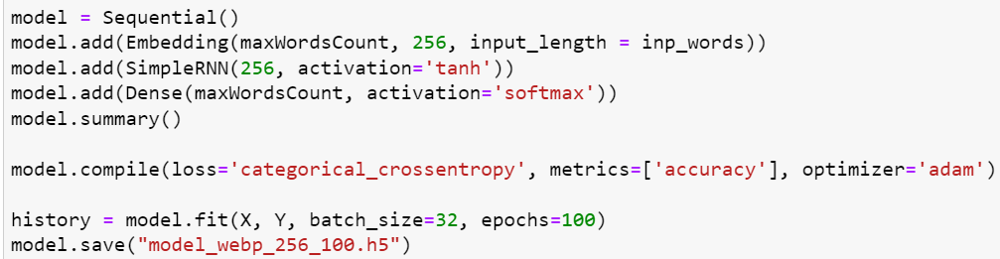 model = Sequential()
model.add(Embedding(maxWordsCount, 256, input_length = inp_words))
model.add(SimpleRNN(256, activation='tanh'))
model.add(Dense(maxWordsCount, activation='softmax'))
model.summary()
model.compile(loss='categorical_crossentropy', metrics=['accuracy'], optimizer='adam')
history = model.fit(X, Y, batch_size=32, epochs=100)
model.save("model_webp_256_100.h5")